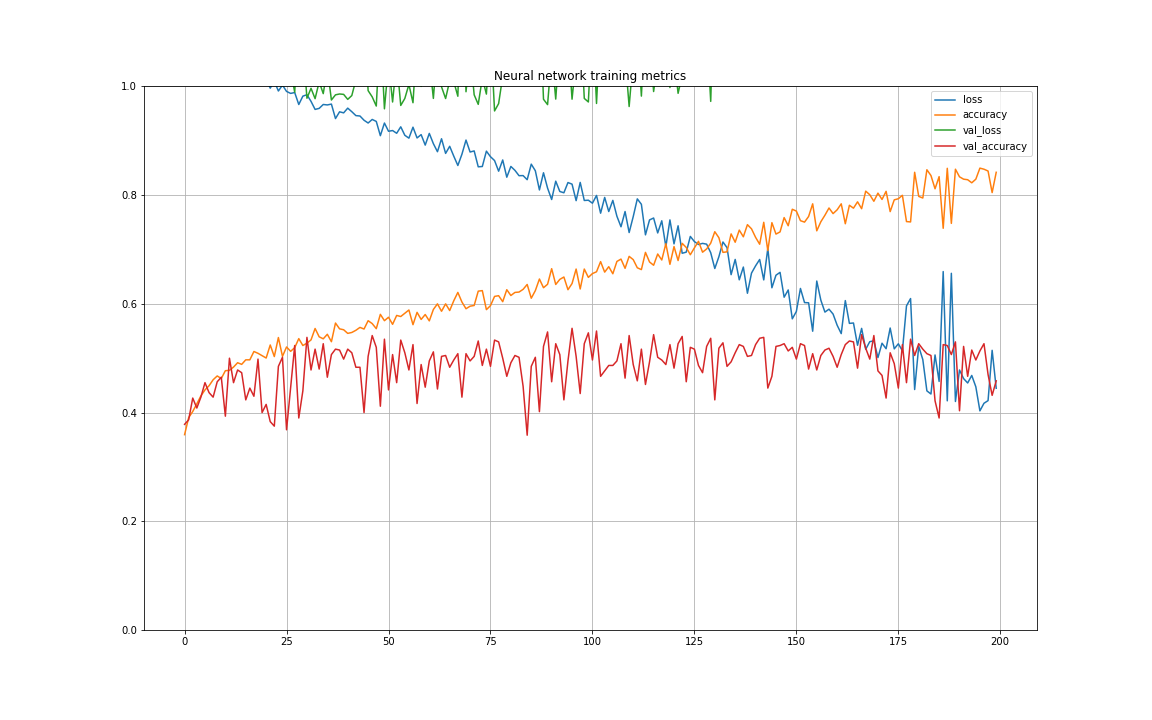 Neural network training metrics
1.0
0.8
0.6
0.4
0.2
0.0
0 25 50 75 100 125 150 175 200
loss
accuracy
val_loss
val_accuracy